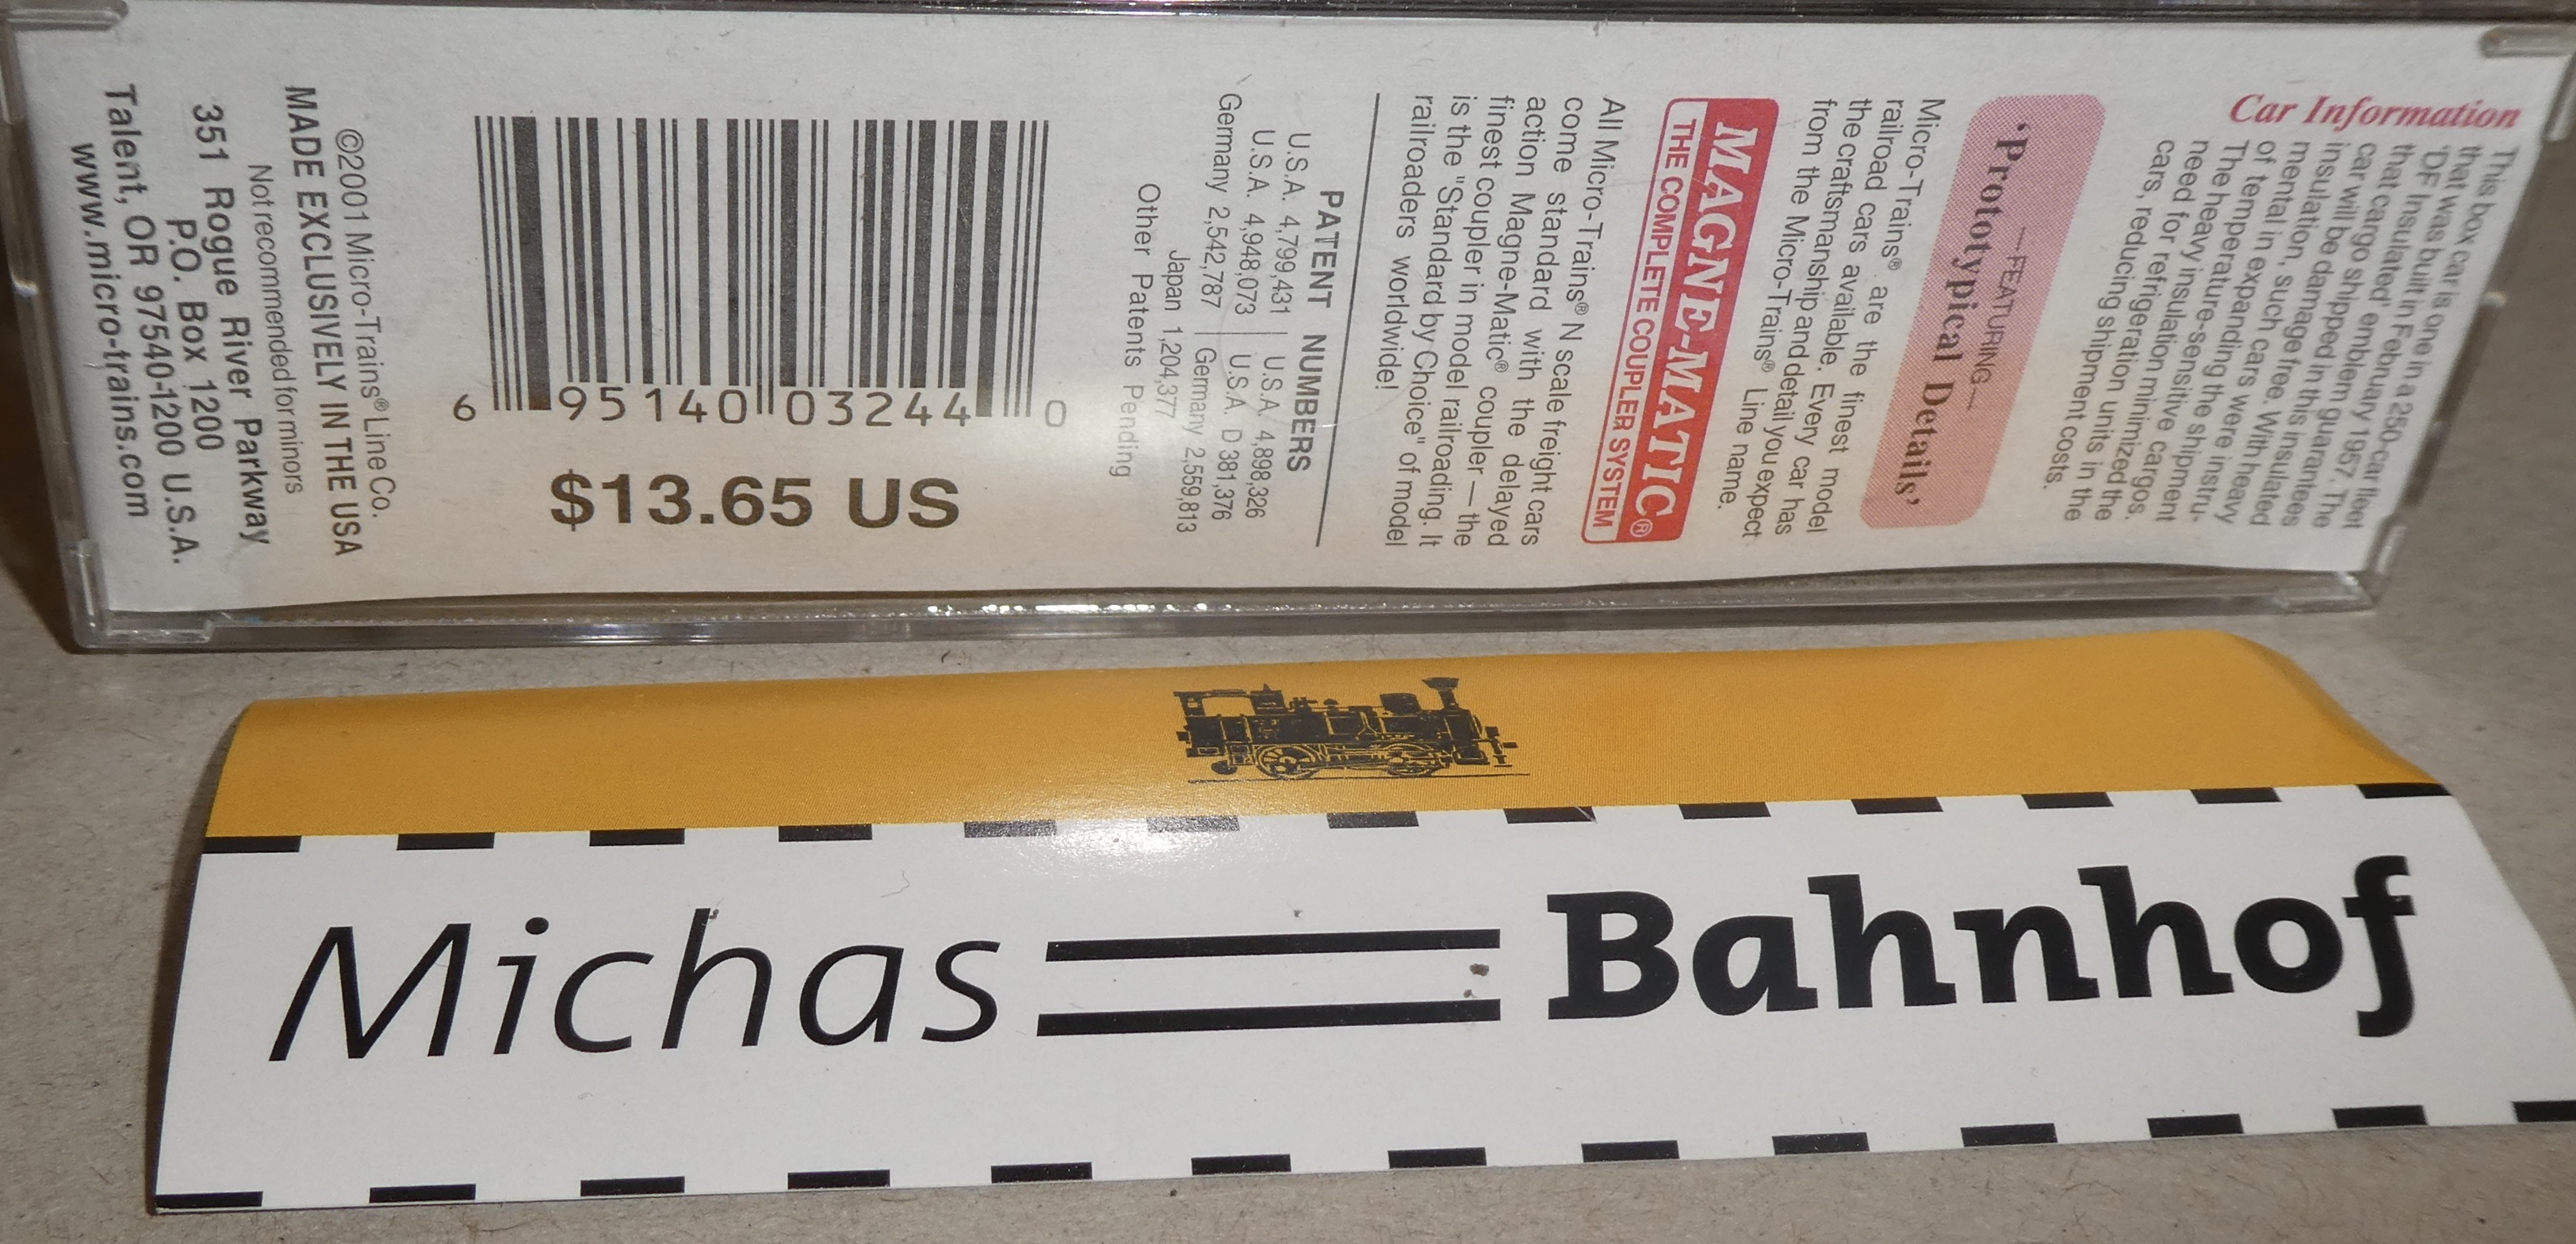 Car Information
This box car is one in a 250-car fleet
that was built in February 1957. The
'DF Insulated' emblem guarantees
that cargo shipped in this insulated
car will be damage free. With heavy
insulation, such cars were instru-
mental in expanding the shipment
of temperature-sensitive cargos.
The heavy insulation minimized the
need for refrigeration units in the
cars, reducing shipment costs.
—FEATURING—
'Prototypical Details'
Micro-Trains® are the finest model
railroad cars available. Every car has
the craftsmanship and detail you expect
from the Micro-Trains® Line name.
MAGNE-MATIC®
THE COMPLETE COUPLER SYSTEM
All Micro-Trains® N scale freight cars
come standard with the delayed
action Magne-Matic® coupler — the
finest coupler in model railroading. It
is the "Standard by Choice" of model
railroaders worldwide!
PATENT NUMBERS
U.S.A. 4,799,431 | U.S.A. 4,898,326
U.S.A. 4,948,073 | U.S.A. D 381,376
Germany 2,542,787 | Germany 2,559,813
Japan 1,204,377
Other Patents Pending
6 95140 03244 0
$13.65 US
©2001 Micro-Trains® Line Co.
MADE EXCLUSIVELY IN THE USA
Not recommended for minors
351 Rogue River Parkway
P.O. Box 1200
Talent, OR 97540-1200 U.S.A.
www.micro-trains.com
Michas Bahnhof